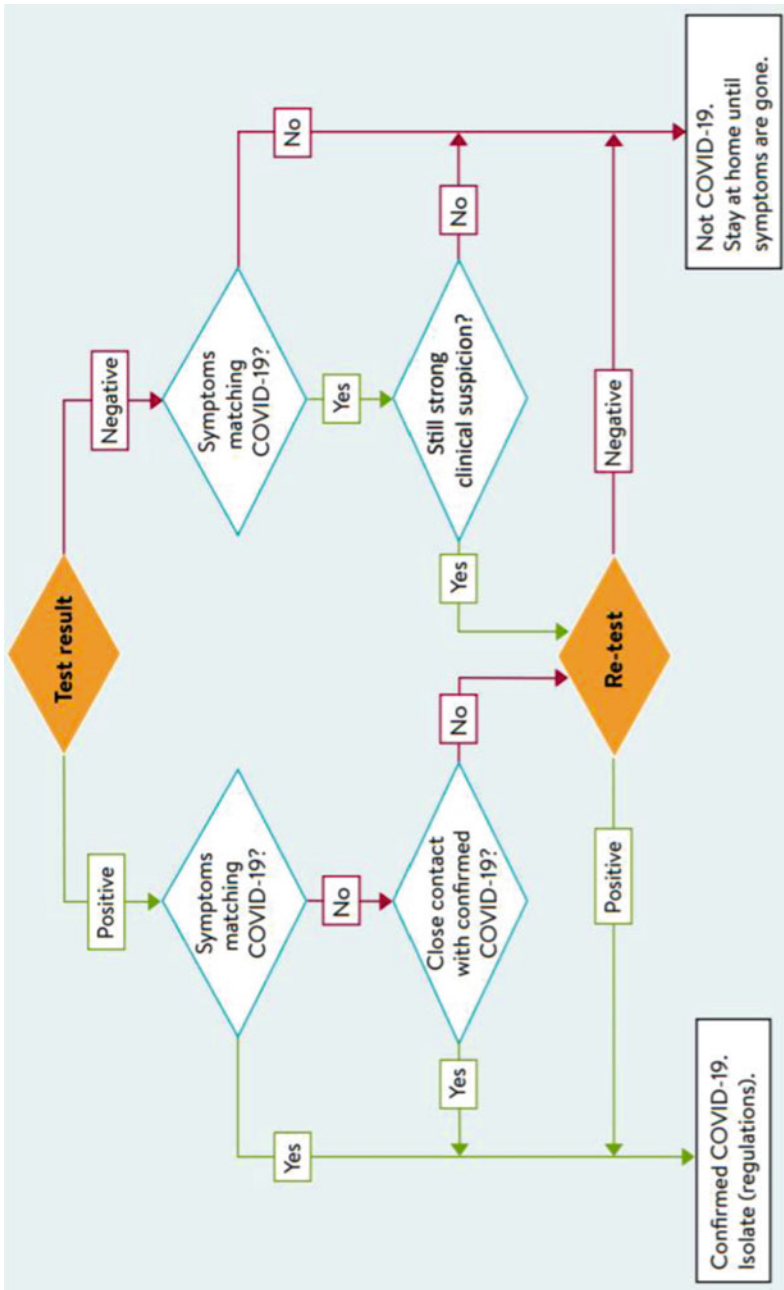 Test result
Positive
Negative
Symptoms
matching
COVID-19?
Symptoms
matching
COVID-19?
Yes
No
Yes
No
Close contact
with confirmed
COVID-19?
Still strong
clinical suspicion?
Yes
No
Yes
No
Re-test
Positive
Negative
Confirmed COVID-19.
Isolate (regulations).
Not COVID-19.
Stay at home until
symptoms are gone.